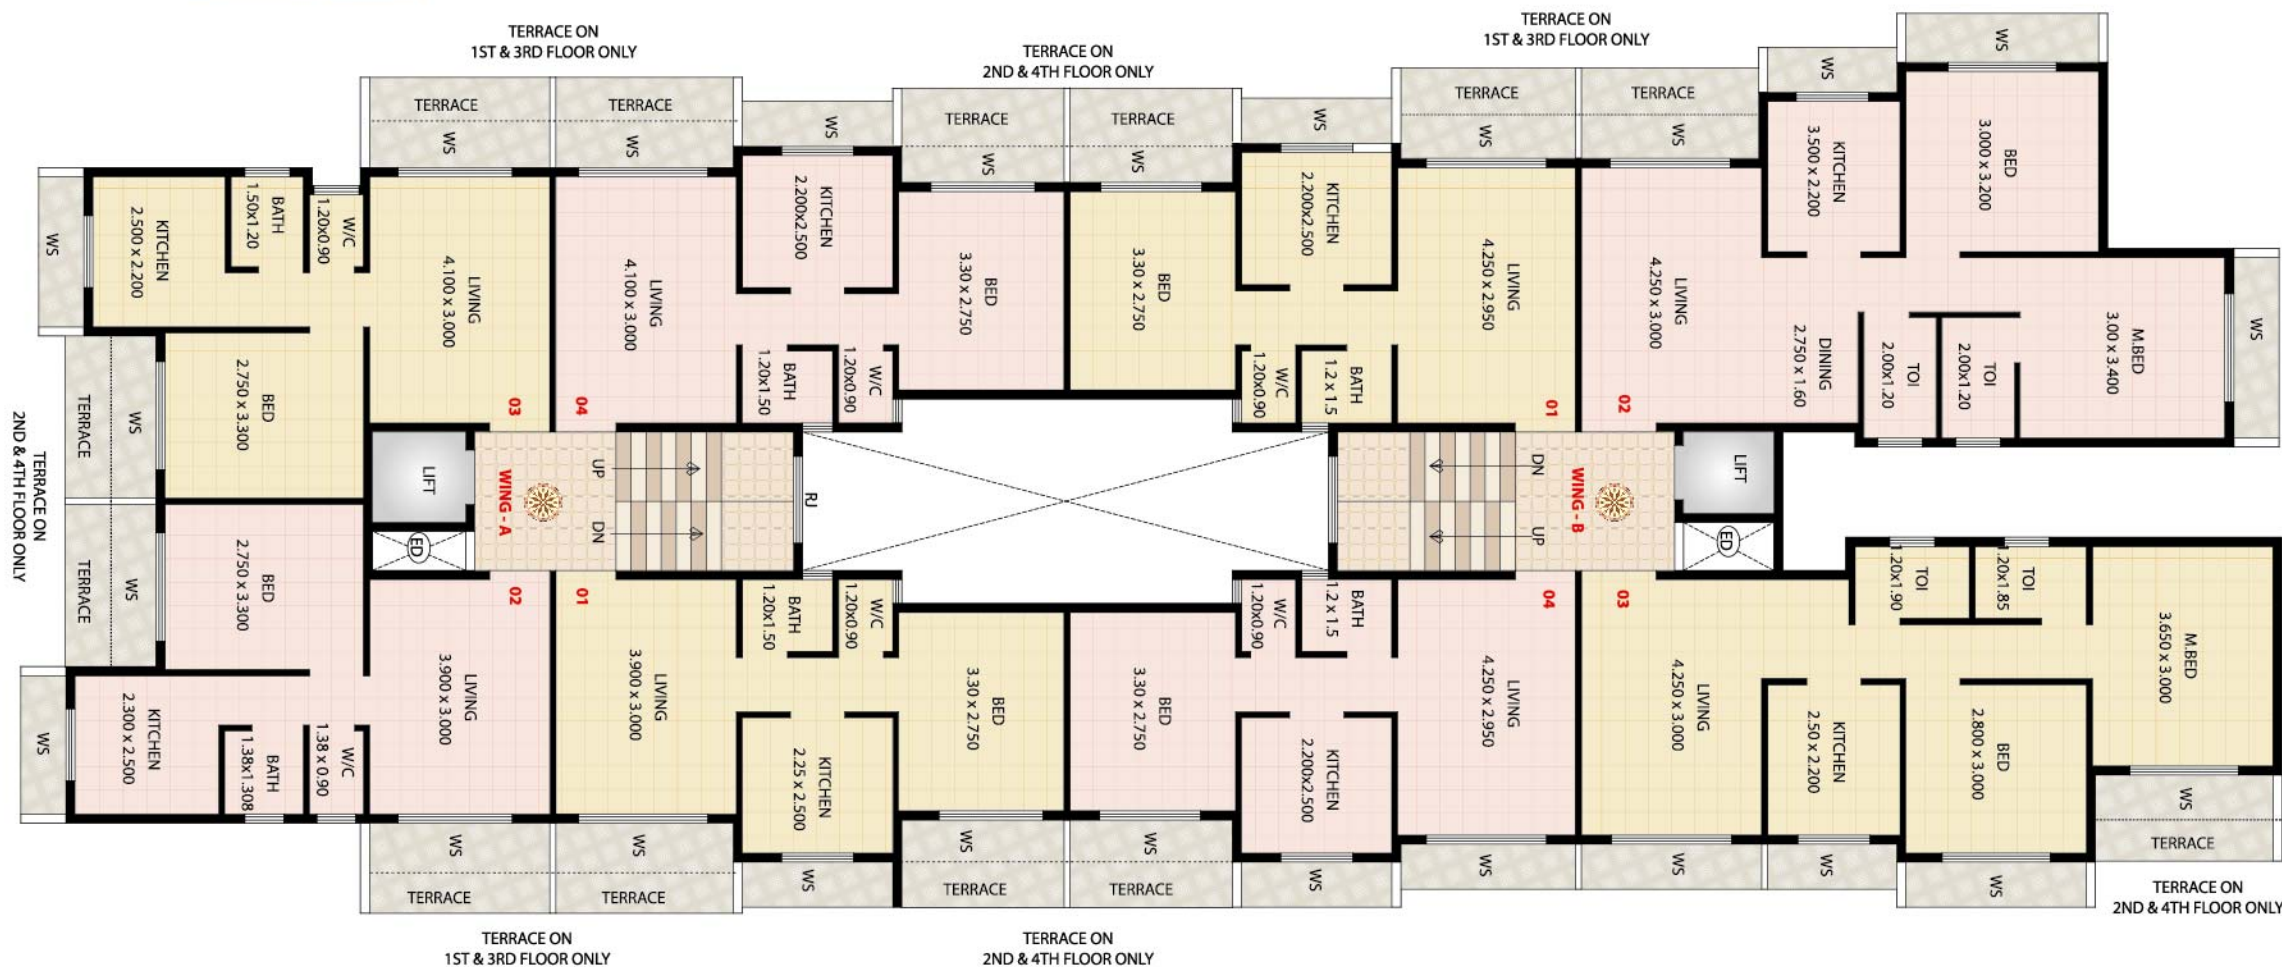 TERRACE ON
1ST & 3RD FLOOR ONLY
TERRACE ON
2ND & 4TH FLOOR ONLY
TERRACE ON
1ST & 3RD FLOOR ONLY
TERRACE
WS
TERRACE
WS
WS
TERRACE
WS
TERRACE
WS
WS
TERRACE
WS
TERRACE
WS
WS
WS
WS
KITCHEN
2.500 x 2.200
BATH
1.50x1.20
W/C
1.20x0.90
LIVING
4.100 x 3.000
03
BED
2.750 x 3.300
WS
TERRACE
LIVING
4.100 x 3.000
04
KITCHEN
2.200x2.500
BATH
1.20x1.50
W/C
1.20x0.90
BED
3.30 x 2.750
BED
3.30 x 2.750
KITCHEN
2.200x2.500
W/C
1.20x0.90
BATH
1.2 x 1.5
LIVING
4.250 x 2.950
01
LIVING
4.250 x 3.000
02
DINING
2.750 x 1.60
KITCHEN
3.500 x 2.200
BED
3.000 x 3.200
TOI
2.00x1.20
TOI
2.00x1.20
M.BED
3.00 x 3.400
WS
TERRACE ON
2ND & 4TH FLOOR ONLY
LIFT
ED
WING - A
UP
DN
RJ
DN
UP
WING - B
LIFT
ED
WS
TERRACE
BED
2.750 x 3.300
WS
KITCHEN
2.300 x 2.500
BATH
1.38x1.308
W/C
1.38 x 0.90
LIVING
3.900 x 3.000
02
LIVING
3.900 x 3.000
01
BATH
1.20x1.50
W/C
1.20x0.90
KITCHEN
2.25 x 2.500
BED
3.30 x 2.750
BED
3.30 x 2.750
W/C
1.20x0.90
BATH
1.2 x 1.5
KITCHEN
2.200x2.500
LIVING
4.250 x 2.950
04
LIVING
4.250 x 3.000
03
KITCHEN
2.50 x 2.200
TOI
1.20x1.90
TOI
1.20x1.85
BED
2.800 x 3.000
M.BED
3.650 x 3.000
WS
TERRACE
WS
TERRACE
WS
TERRACE
WS
WS
TERRACE
WS
TERRACE
WS
WS
WS
WS
WS
TERRACE ON
2ND & 4TH FLOOR ONLY
TERRACE ON
1ST & 3RD FLOOR ONLY
TERRACE ON
2ND & 4TH FLOOR ONLY